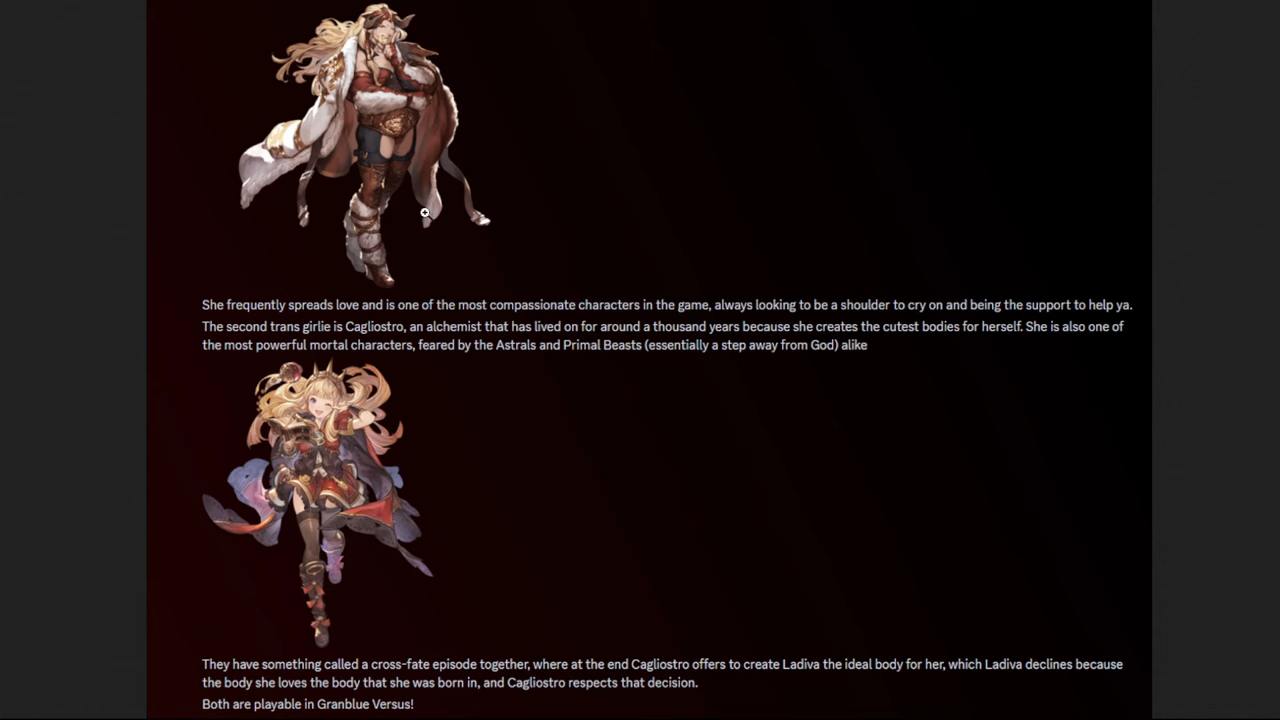 She frequently spreads love and is one of the most compassionate characters in the game, always looking to be a shoulder to cry on and being the support to help ya.
The second trans girlie is Cagliostro, an alchemist that has lived on for around a thousand years because she creates the cutest bodies for herself. She is also one of
the most powerful mortal characters, feared by the Astrals and Primal Beasts (essentially a step away from God) alike
They have something called a cross-fate episode together, where at the end Cagliostro offers to create Ladiva the ideal body for her, which Ladiva declines because
the body she loves the body that she was born in, and Cagliostro respects that decision.
Both are playable in Granblue Versus!